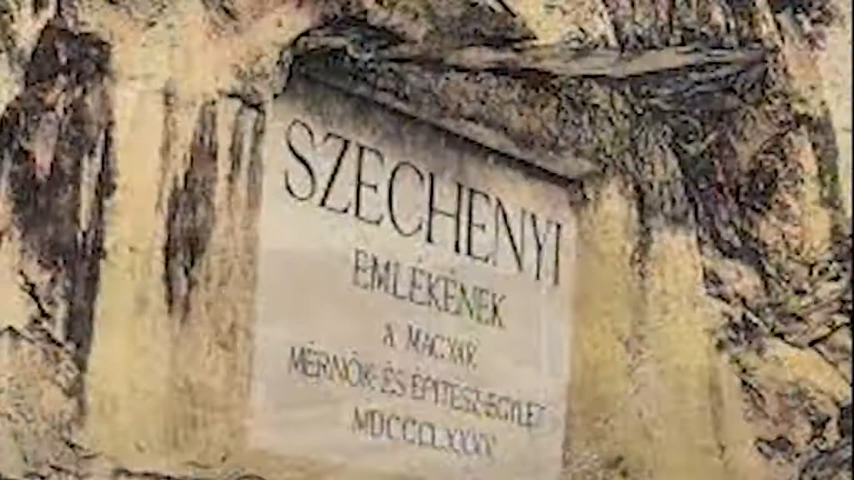 SZECHENYI
EMLÉKÉNEK
A MAGYAR
MÉRNÖK-ÉS ÉPITÉSZ-EGYLET
MDCCCLXXXV